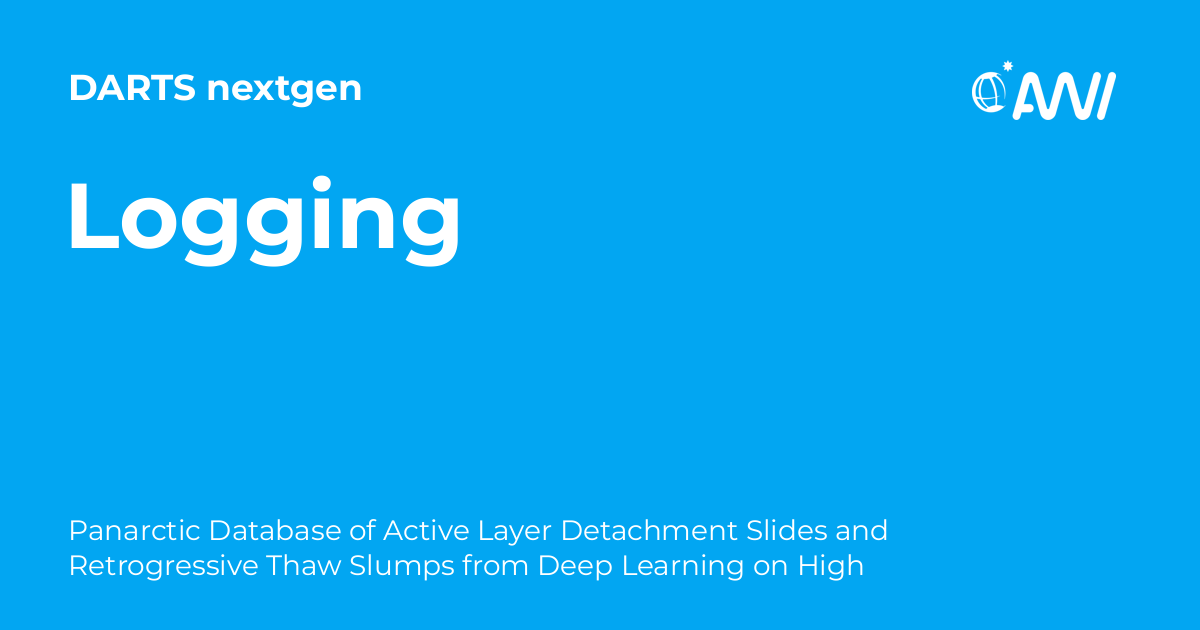 DARTS nextgen
AWI
Logging
Panarctic Database of Active Layer Detachment Slides and
Retrogressive Thaw Slumps from Deep Learning on High